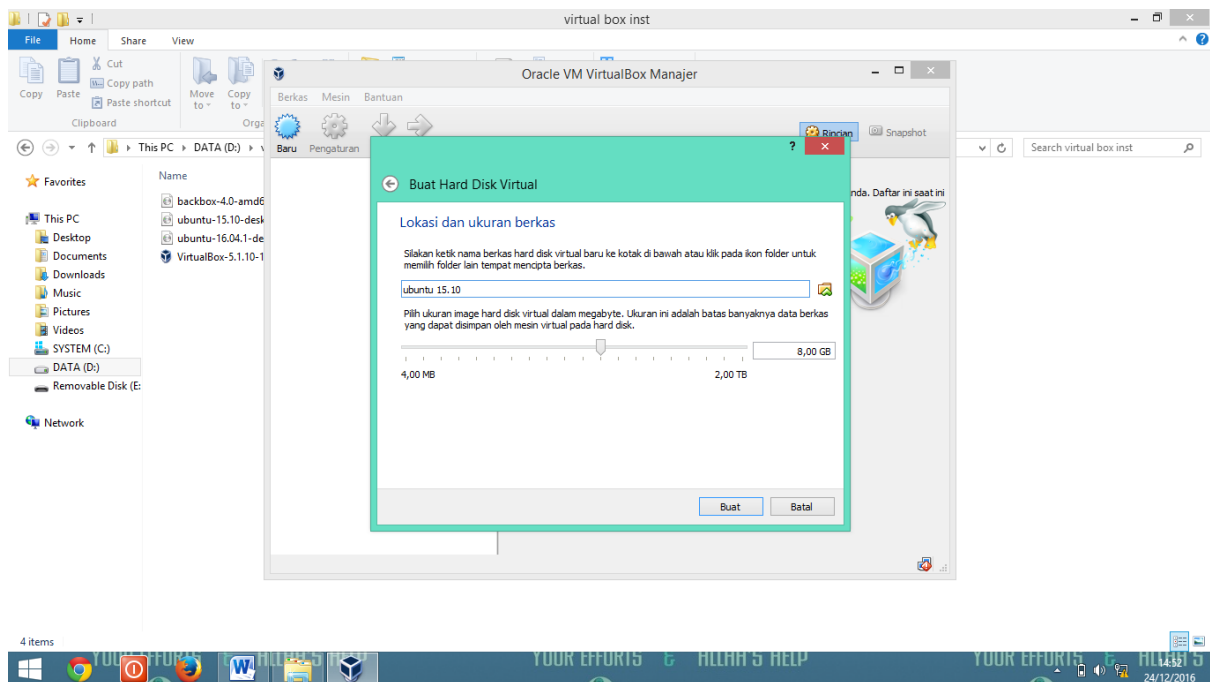 virtual box inst
File Home Share View
Copy Paste Cut
Copy path
Paste shortcut
Move to Copy to
Clipboard
This PC DATA (D:)
Search virtual box inst
Favorites
This PC
Desktop
Documents
Downloads
Music
Pictures
Videos
SYSTEM (C:)
DATA (D:)
Removable Disk (E:
Network
Name
backbox-4.0-amd6
ubuntu-15.10-desk
ubuntu-16.04.1-de
VirtualBox-5.1.10-1
Oracle VM VirtualBox Manajer
Berkas Mesin Bantuan
Baru Pengaturan
Rincian Snapshot
nda. Daftar ini saat ini
? ×
Buat Hard Disk Virtual
Lokasi dan ukuran berkas
Silakan ketik nama berkas hard disk virtual baru ke kotak di bawah atau klik pada ikon folder untuk
memilih folder lain tempat mencipta berkas.
ubuntu 15.10
Pilih ukuran image hard disk virtual dalam megabyte. Ukuran ini adalah batas banyaknya data berkas
yang dapat disimpan oleh mesin virtual pada hard disk.
8,00 GB
4,00 MB 2,00 TB
Buat Batal
4 items
YOUR EFFORTS & ALLAH'S HELP
14:52
24/12/2016